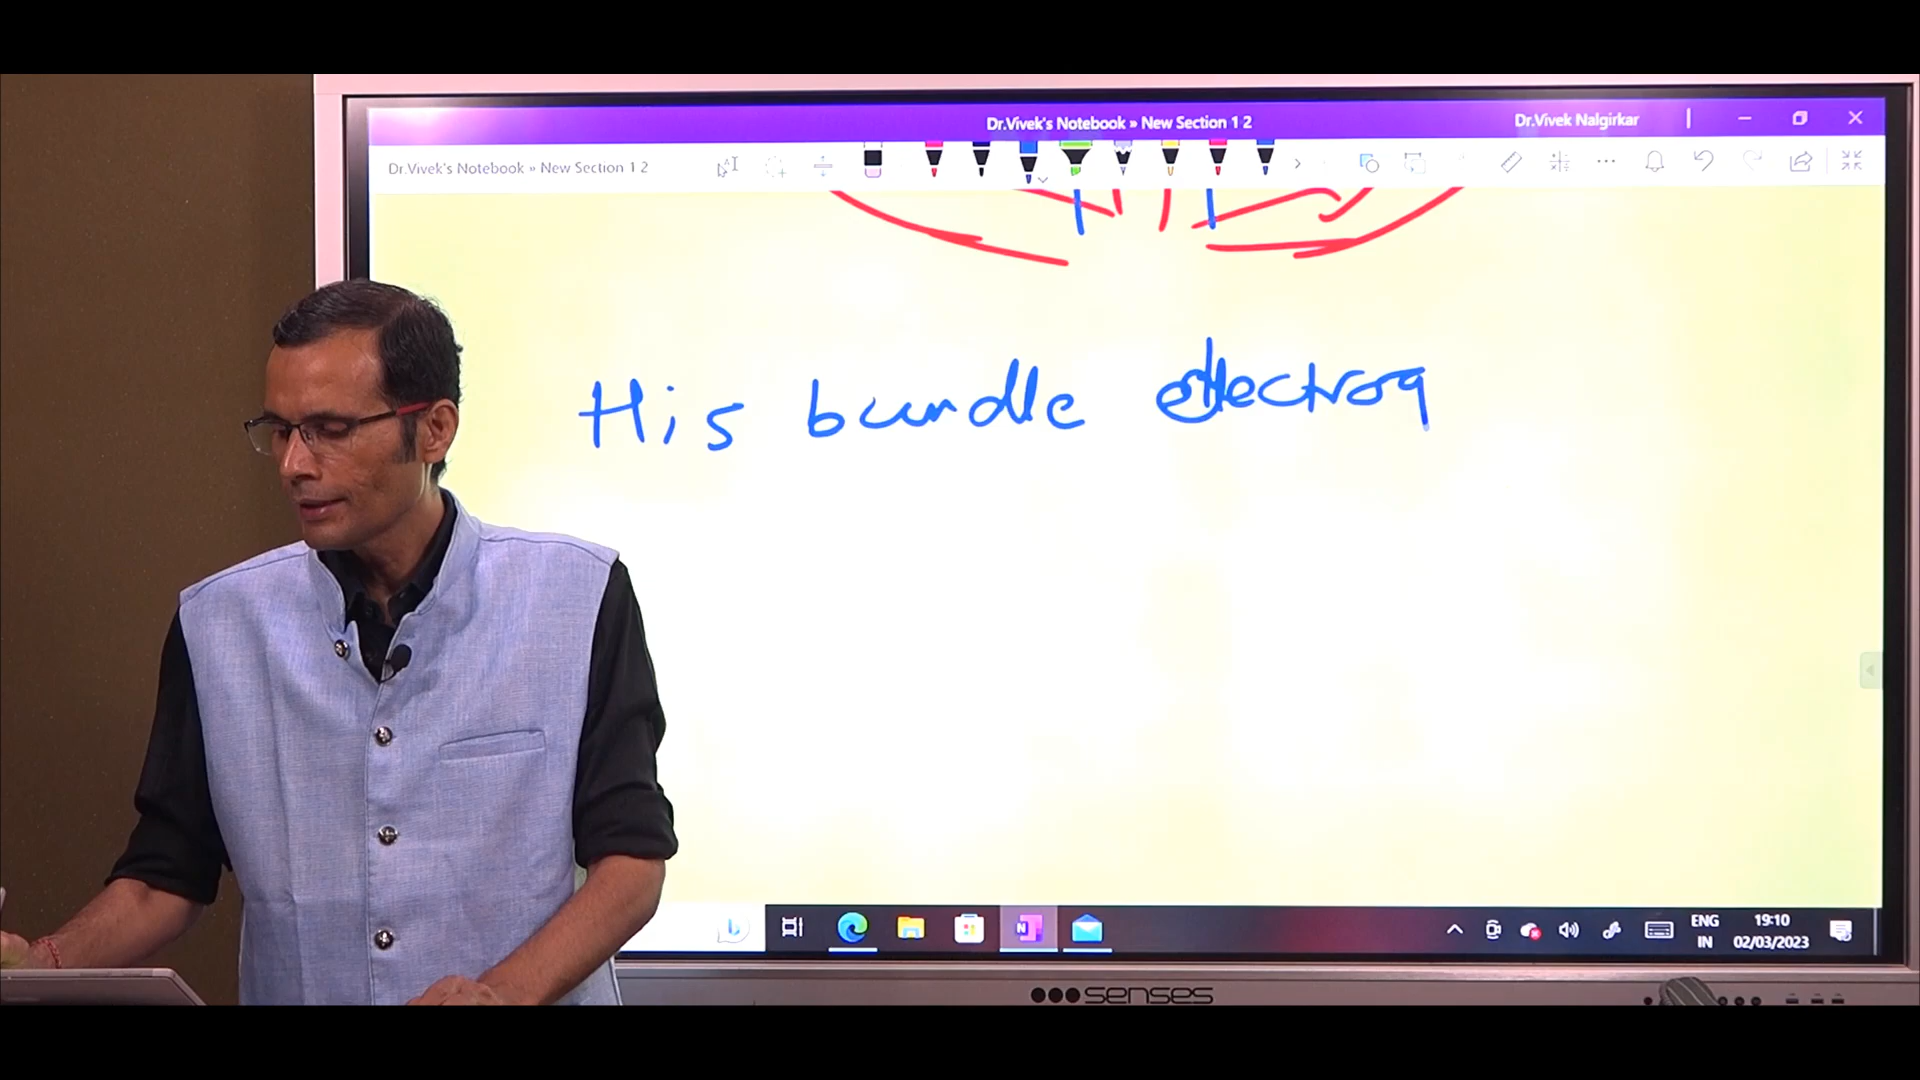 Dr.Vivek's Notebook » New Section 1 2
Dr.Vivek Nalgirkar
Dr.Vivek's Notebook » New Section 1 2
His bundle electrog
ENG
IN
19:10
02/03/2023
senses